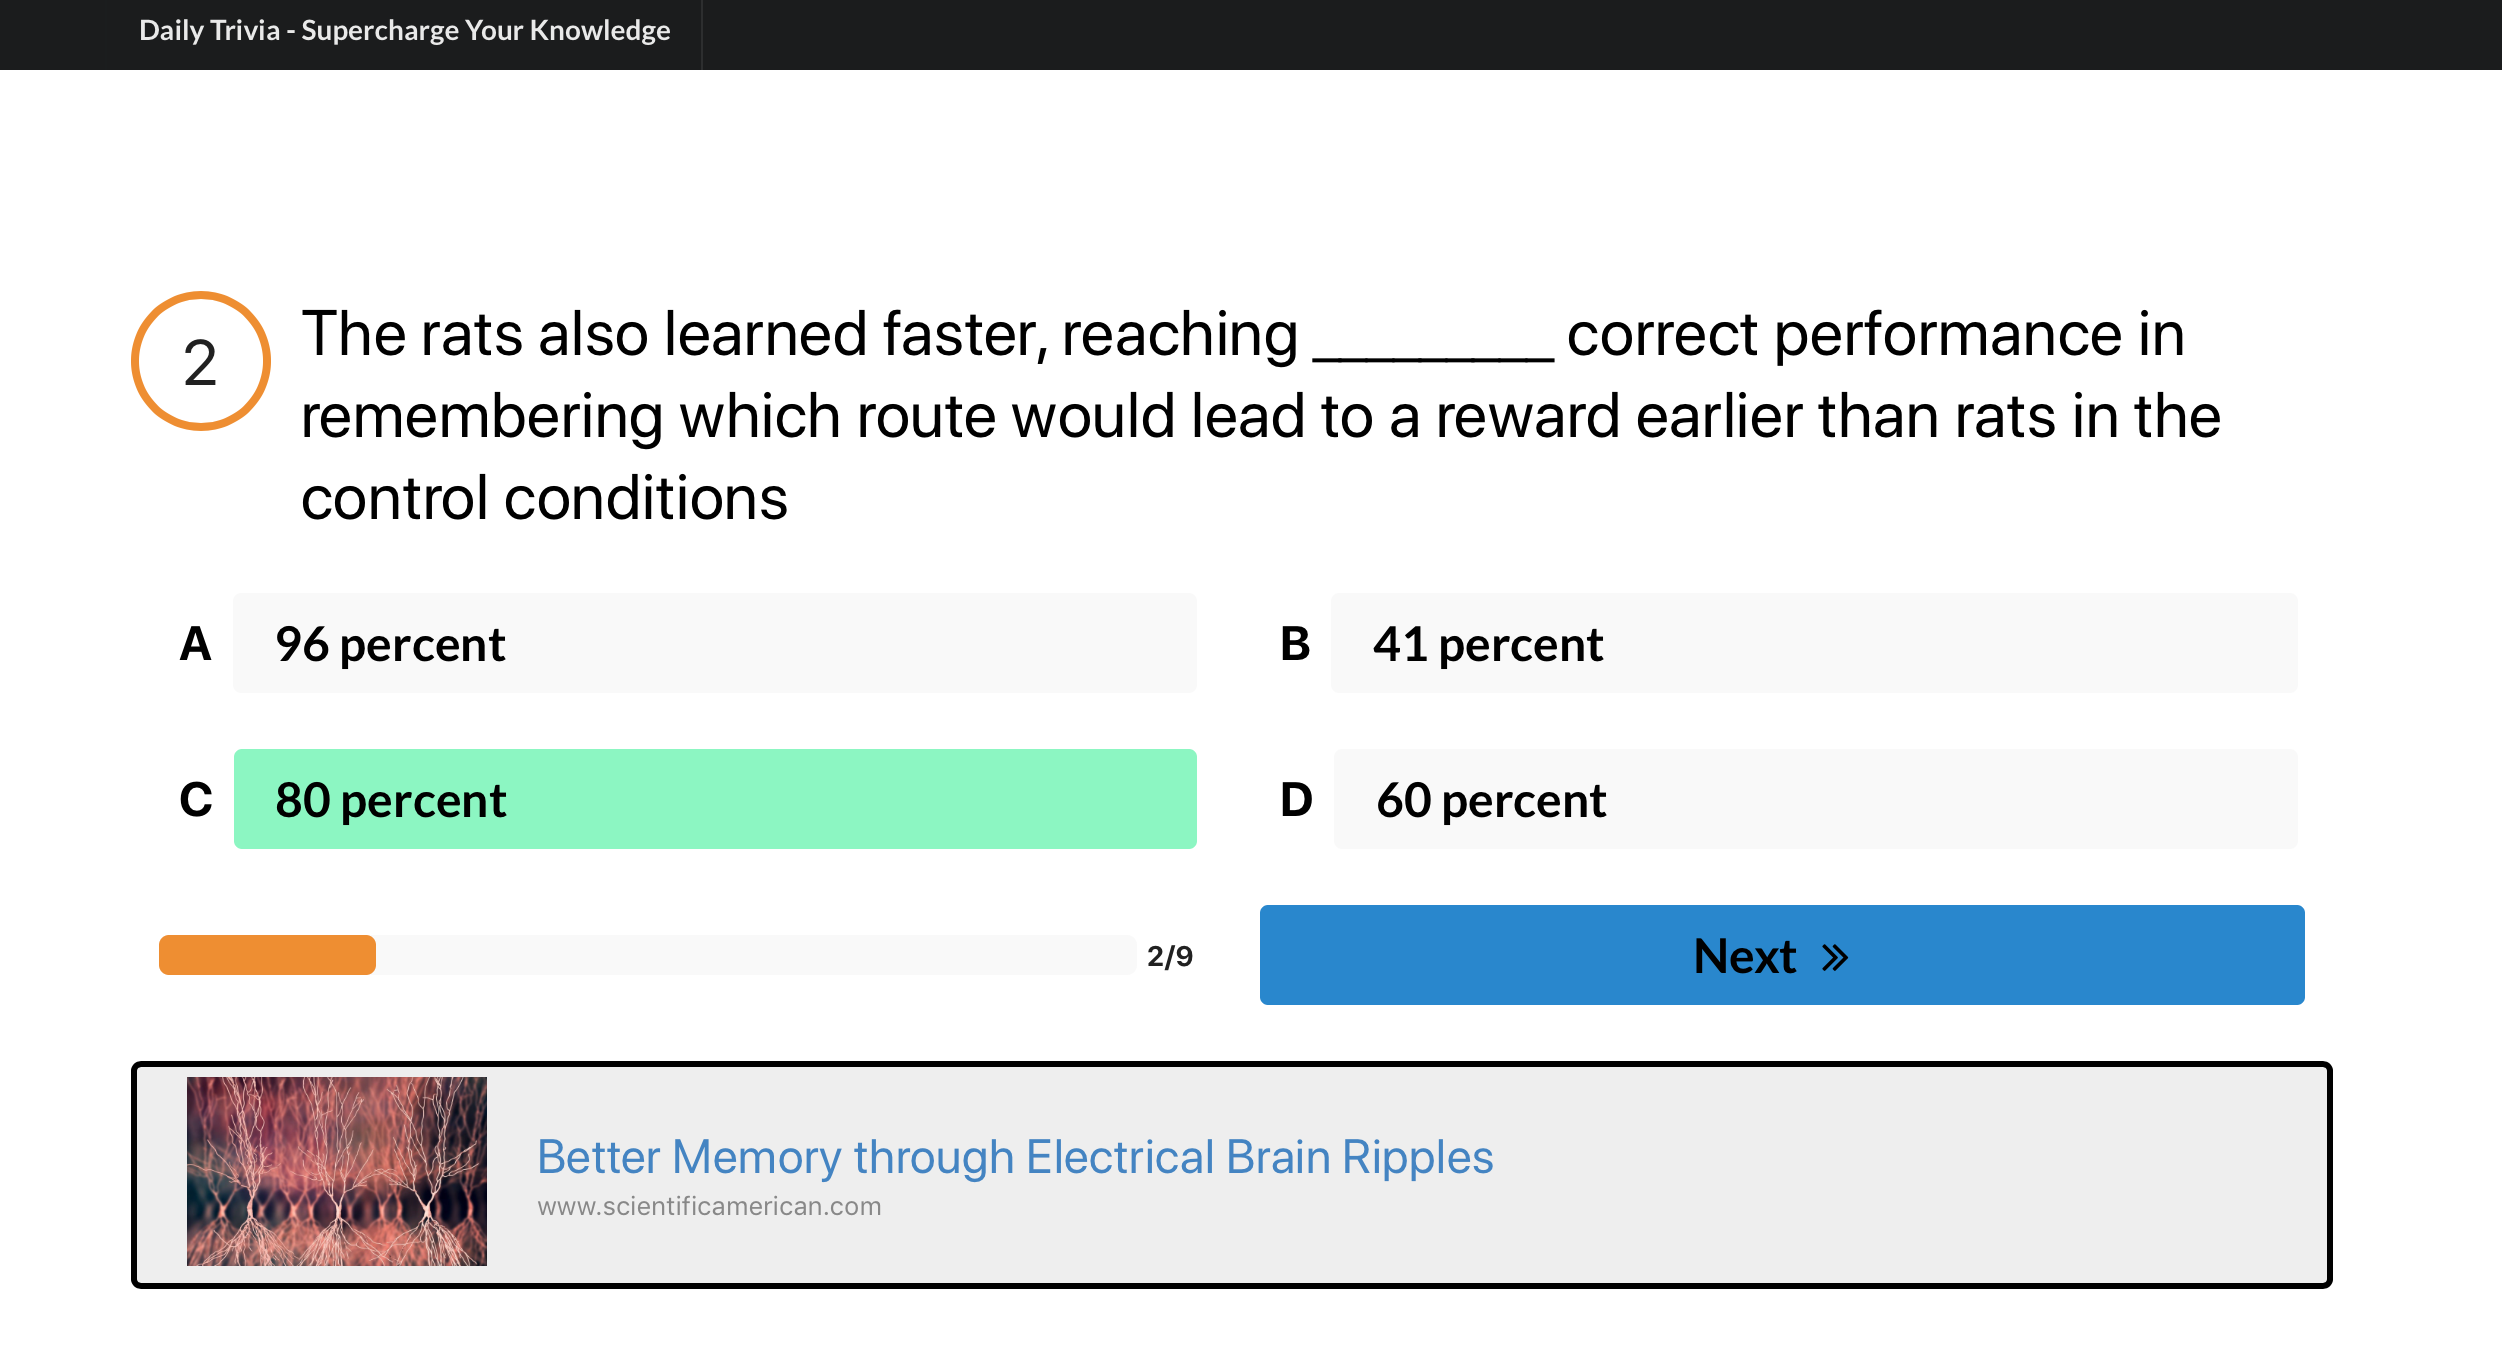 Daily Trivia - Supercharge Your Knowledge
2
The rats also learned faster, reaching _________ correct performance in
remembering which route would lead to a reward earlier than rats in the
control conditions
A 96 percent
B 41 percent
C 80 percent
D 60 percent
2/9
Next »
Better Memory through Electrical Brain Ripples
www.scientificamerican.com